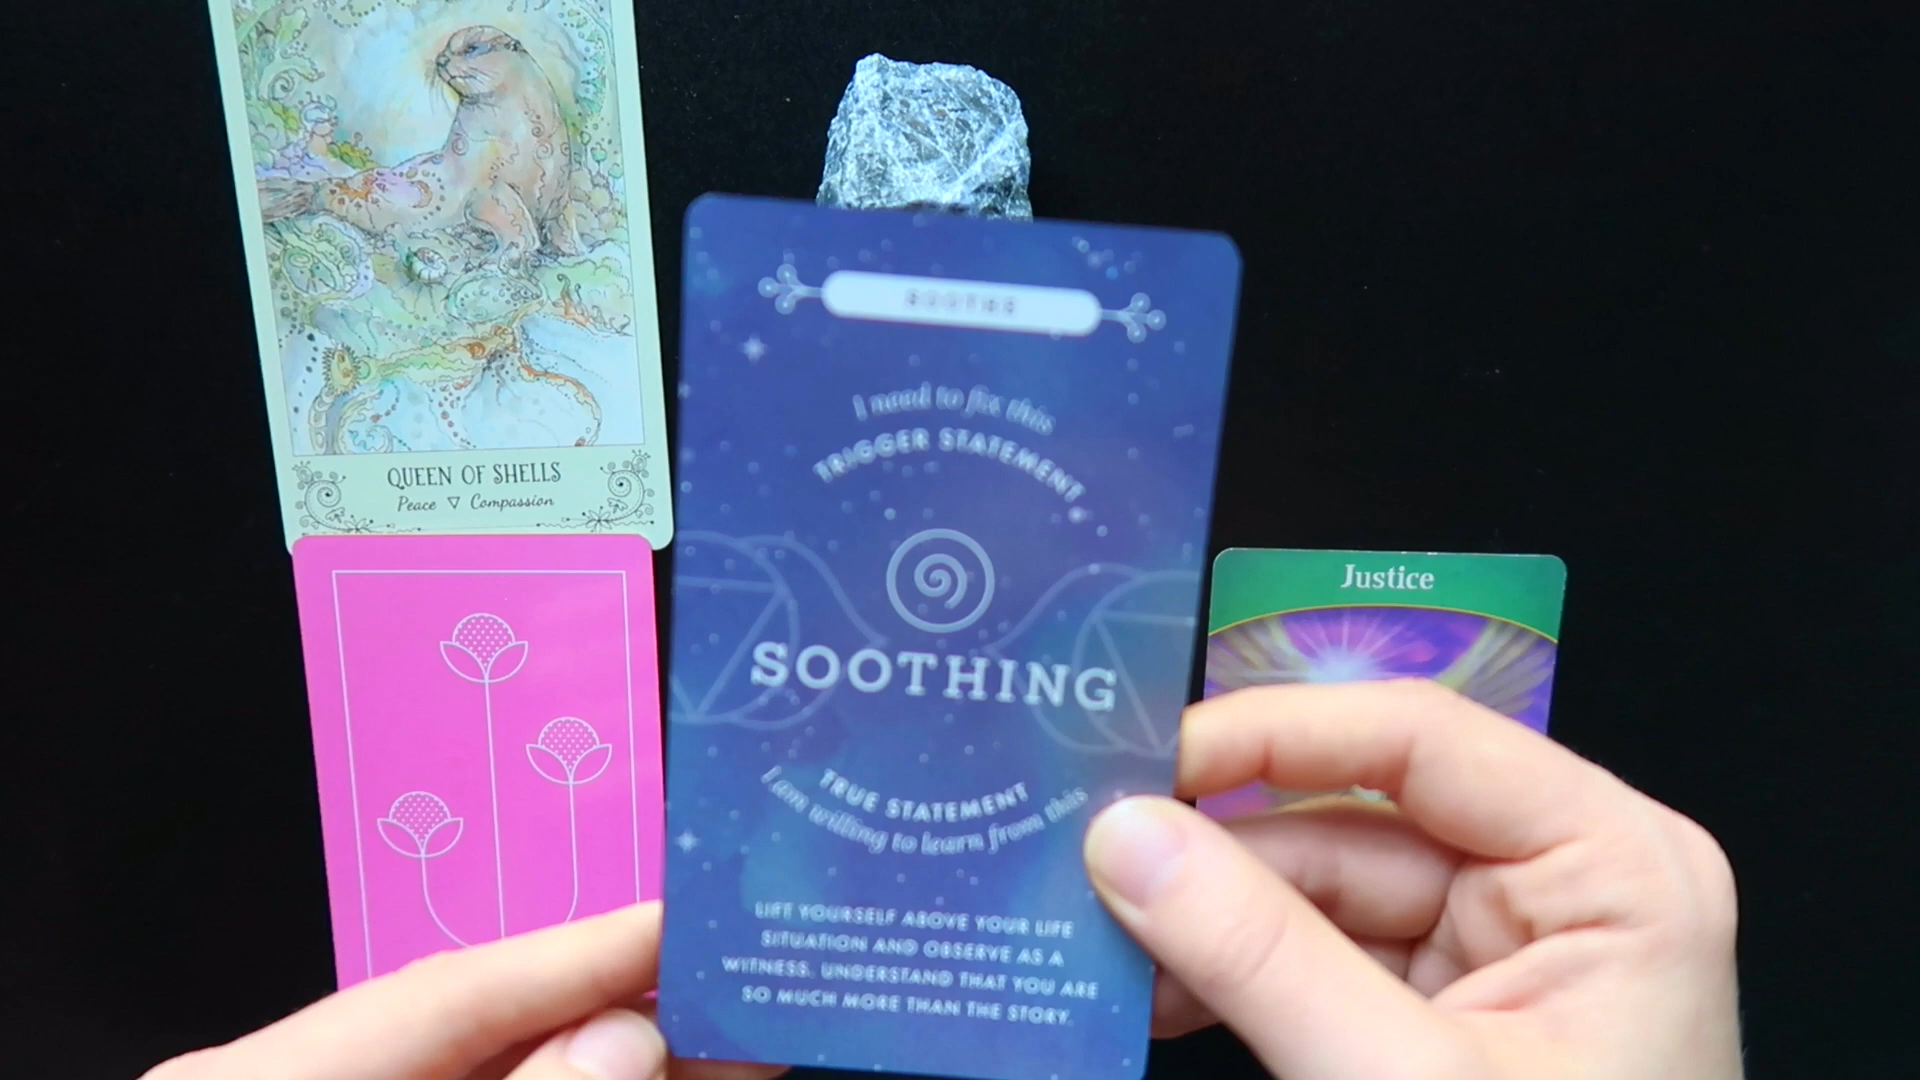 QUEEN OF SHELLS
Peace ▽ Compassion
SOOTHE
I need to fix this
TRIGGER STATEMENT
SOOTHING
TRUE STATEMENT
I am willing to learn from this
LIFT YOURSELF ABOVE YOUR LIFE
SITUATION AND OBSERVE AS A
WITNESS. UNDERSTAND THAT YOU ARE
SO MUCH MORE THAN THE STORY.
Justice